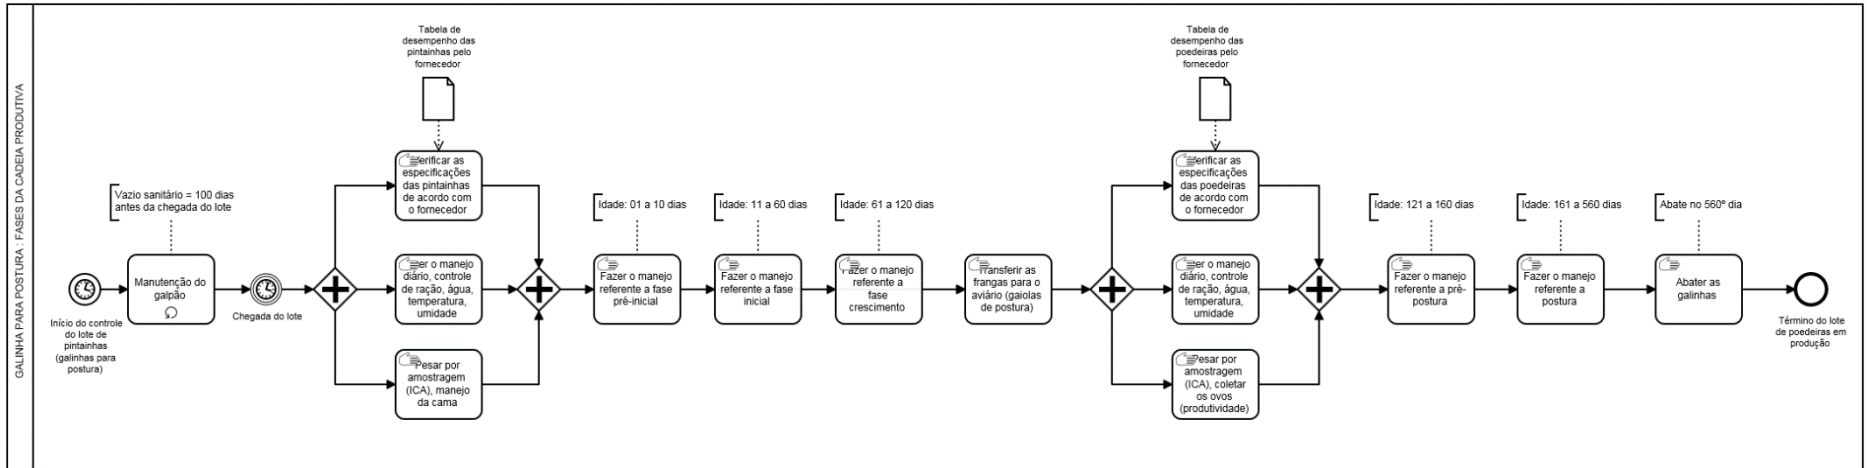 GALINHA PARA POSTURA : FASES DA CADEIA PRODUTIVA
Início do controle
do lote de
pintainhas
(galinhas para
postura)
Vazio sanitário = 100 dias
antes da chegada do lote
Manutenção do
galpão
Chegada do lote
Tabela de
desempenho das
pintainhas pelo
fornecedor
Verificar as
especificações
das pintainhas
de acordo com
o fornecedor
er o manejo
diário, controle
de ração, água,
temperatura,
umidade
Pesar por
amostragem
(ICA), manejo
da cama
Idade: 01 a 10 dias
Fazer o manejo
referente a fase
pré-inicial
Idade: 11 a 60 dias
Fazer o manejo
referente a fase
inicial
Idade: 61 a 120 dias
Fazer o manejo
referente a
fase
crescimento
Transferir as
frangas para o
aviário (gaiolas
de postura)
Tabela de
desempenho das
poedeiras pelo
fornecedor
Verificar as
especificações
das poedeiras
de acordo com
o fornecedor
er o manejo
diário, controle
de ração, água,
temperatura,
umidade
Pesar por
amostragem
(ICA), coletar
os ovos
(produtividade)
Idade: 121 a 160 dias
Fazer o manejo
referente a pré-
postura
Idade: 161 a 560 dias
Fazer o manejo
referente a
postura
Abate no 560º dia
Abater as
galinhas
Término do lote
de poedeiras em
produção